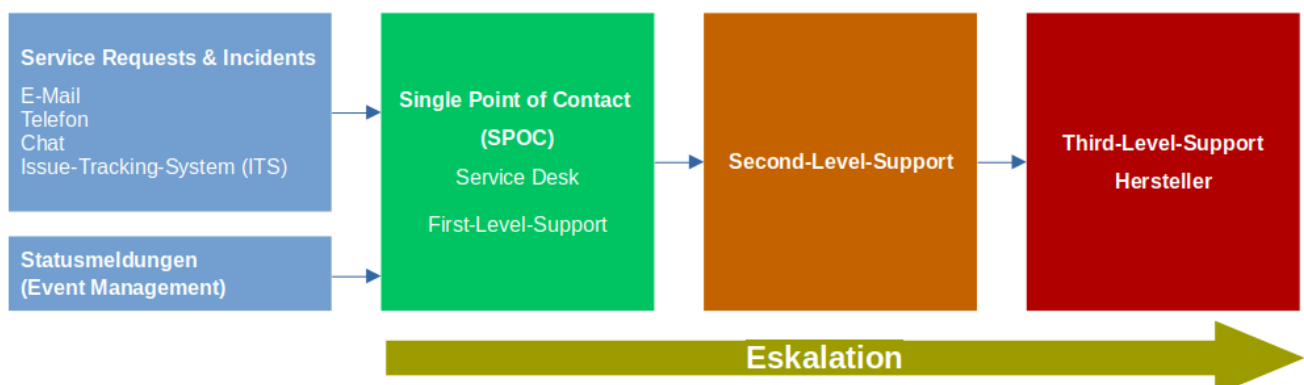 Service Requests & Incidents
E-Mail
Telefon
Chat
Issue-Tracking-System (ITS)
Statusmeldungen
(Event Management)
Single Point of Contact
(SPOC)
Service Desk
First-Level-Support
Second-Level-Support
Third-Level-Support
Hersteller
Eskalation